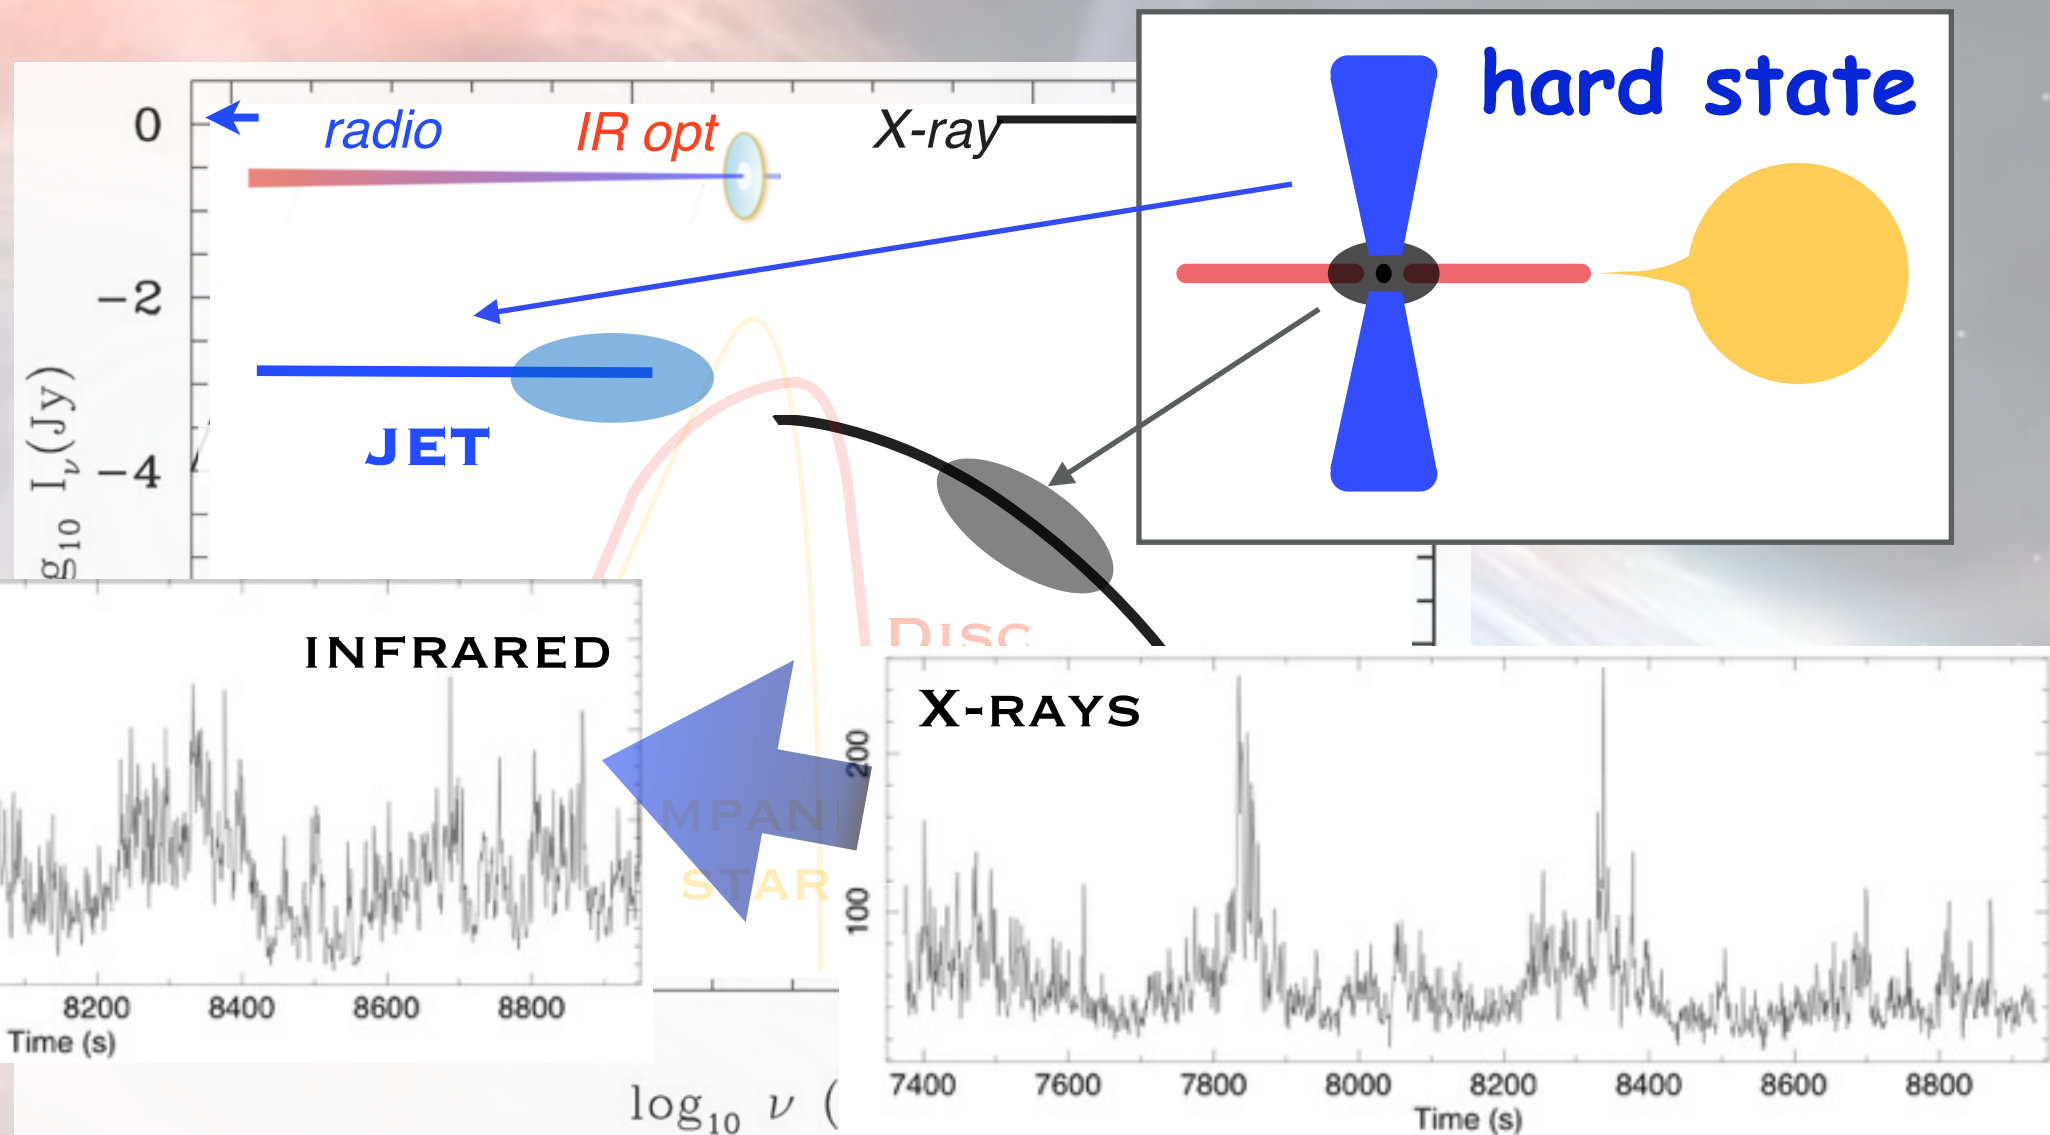 hard state
radio IR opt X-ray
0
−2
−4
g10 Iν(Jy)
JET
DISC
INFRARED
X-RAYS
200
100
MPANI
STAR
8200 8400 8600 8800
Time (s)
7400 7600 7800 8000 8200 8400 8600 8800
Time (s)
log10 ν (